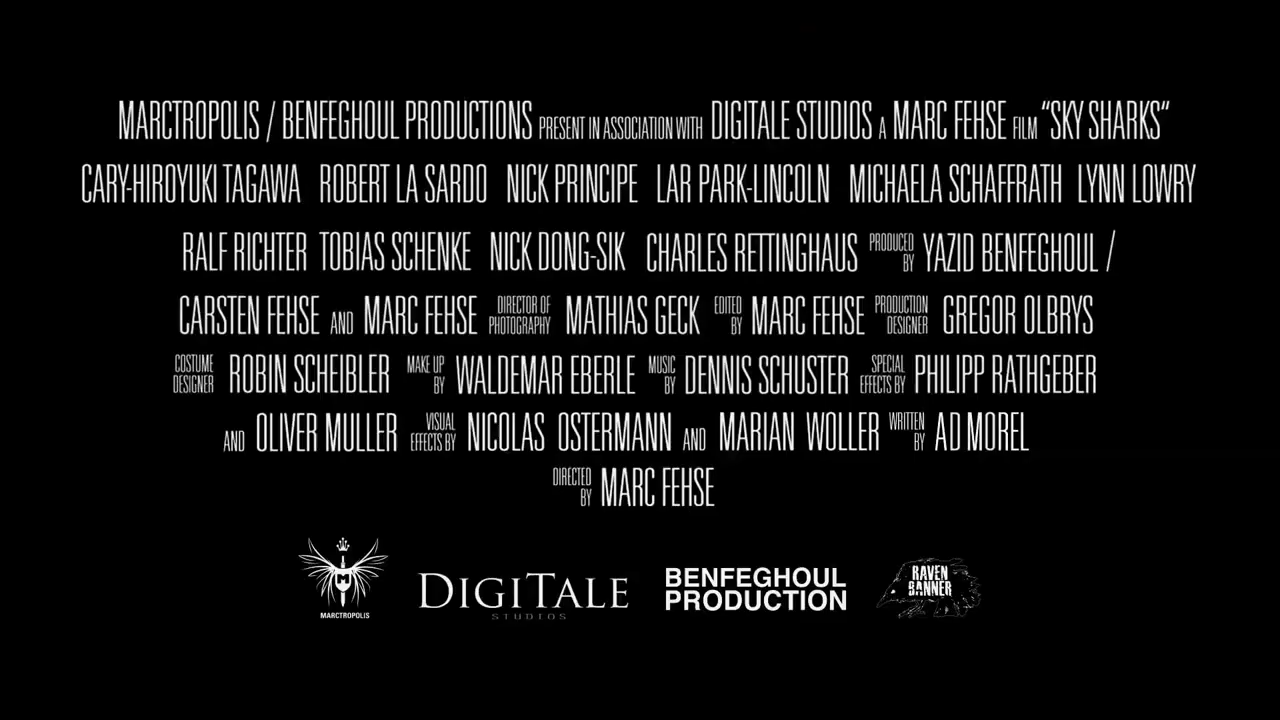 MARCTROPOLIS / BENFEGHOUL PRODUCTIONS PRESENT IN ASSOCIATION WITH DIGITALE STUDIOS A MARC FEHSE FILM “SKY SHARKS“
CARY-HIROYUKI TAGAWA ROBERT LA SARDO NICK PRINCIPE LAR PARK-LINCOLN MICHAELA SCHAFFRATH LYNN LOWRY
RALF RICHTER TOBIAS SCHENKE NICK DONG-SIK CHARLES RETTINGHAUS PRODUCED BY YAZID BENFEGHOUL /
CARSTEN FEHSE AND MARC FEHSE DIRECTOR OF PHOTOGRAPHY MATHIAS GECK EDITED BY MARC FEHSE PRODUCTION DESIGNER GREGOR OLBRYS
COSTUME DESIGNER ROBIN SCHEIBLER MAKE UP BY WALDEMAR EBERLE MUSIC BY DENNIS SCHUSTER SPECIAL EFFECTS BY PHILIPP RATHGEBER
AND OLIVER MULLER VISUAL EFFECTS BY NICOLAS OSTERMANN AND MARIAN WOLLER WRITTEN BY AD MOREL
DIRECTED BY MARC FEHSE
M
MARCTROPOLIS
DIGITALE
STUDIOS
BENFEGHOUL
PRODUCTION
RAVEN
BANNER